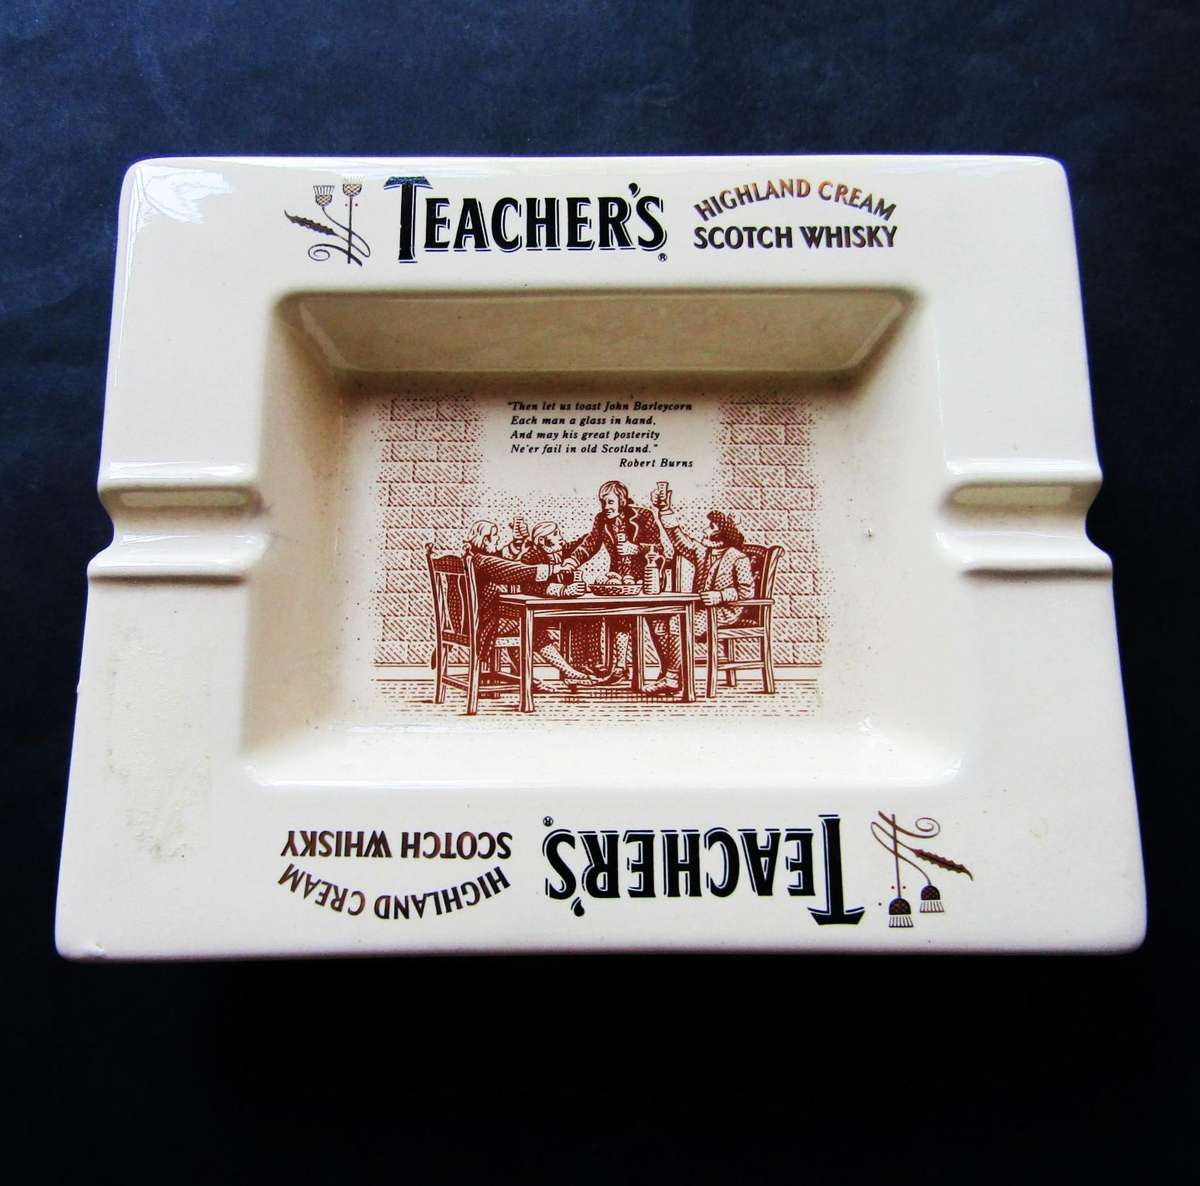 TEACHER'S®
HIGHLAND CREAM
SCOTCH WHISKY
"Then let us toast John Barleycorn
Each man a glass in hand,
And may his great posterity
Ne'er fail in old Scotland."
Robert Burns
TEACHER'S®
HIGHLAND CREAM
SCOTCH WHISKY